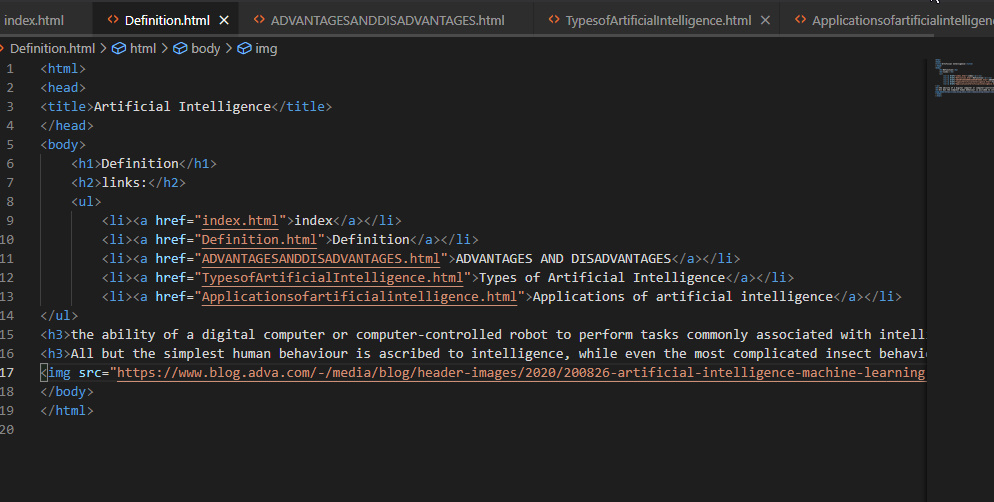 index.html Definition.html ADVANTAGESANDDISADVANTAGES.html TypesofArtificialIntelligence.html Applicationsofartificialintelligence
Definition.html > html > body > img
1 <html>
2 <head>
3 <title>Artificial Intelligence</title>
4 </head>
5 <body>
6 <h1>Definition</h1>
7 <h2>links:</h2>
8 <ul>
9 <li><a href="index.html">index</a></li>
10 <li><a href="Definition.html">Definition</a></li>
11 <li><a href="ADVANTAGESANDDISADVANTAGES.html">ADVANTAGES AND DISADVANTAGES</a></li>
12 <li><a href="TypesofArtificialIntelligence.html">Types of Artificial Intelligence</a></li>
13 <li><a href="Applicationsofartificialintelligence.html">Applications of artificial intelligence</a></li>
14 </ul>
15 <h3>the ability of a digital computer or computer-controlled robot to perform tasks commonly associated with intell
16 <h3>All but the simplest human behaviour is ascribed to intelligence, while even the most complicated insect behavi
17 <img src="https://www.blog.adva.com/-/media/blog/header-images/2020/200826-artificial-intelligence-machine-learning
18 </body>
19 </html>
20